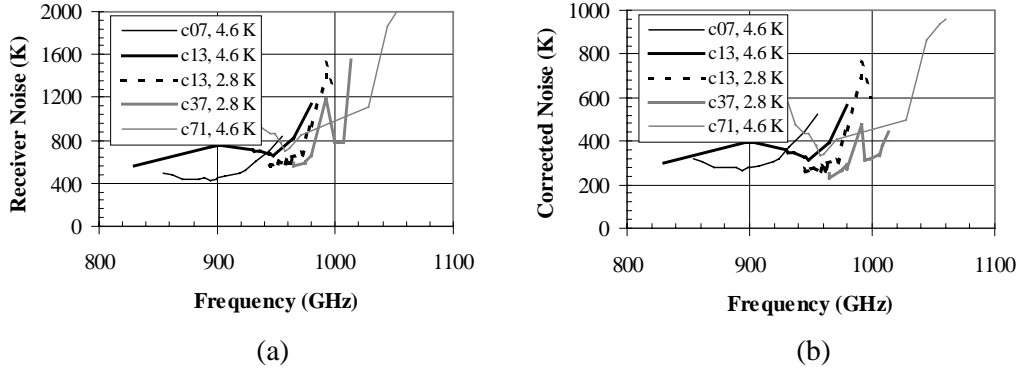 2000
1600
1200
800
400
0
Receiver Noise (K)
c07, 4.6 K
c13, 4.6 K
c13, 2.8 K
c37, 2.8 K
c71, 4.6 K
800 900 1000 1100
Frequency (GHz)
(a)
1000
800
600
400
200
0
Corrected Noise (K)
c07, 4.6 K
c13, 4.6 K
c13, 2.8 K
c37, 2.8 K
c71, 4.6 K
800 900 1000 1100
Frequency (GHz)
(b)